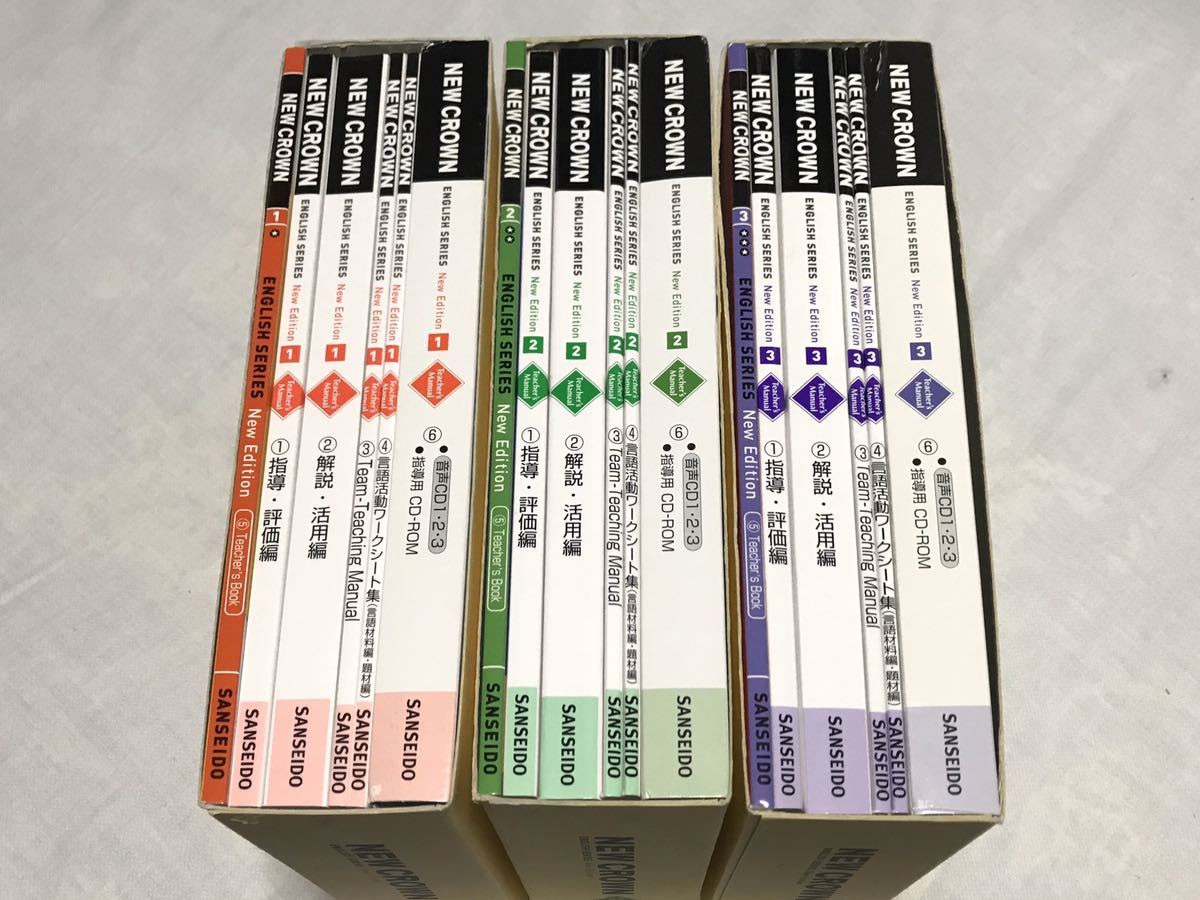 NEW CROWN 1 ENGLISH SERIES New Edition ⑤ Teacher's Book SANSEIDO
NEW CROWN ENGLISH SERIES New Edition 1 Teacher's Manual ①指導・評価編 SANSEIDO
NEW CROWN ENGLISH SERIES New Edition 1 Teacher's Manual ②解説・活用編 SANSEIDO
NEW CROWN ENGLISH SERIES New Edition 1 Teacher's Manual ③Team-Teaching Manual SANSEIDO
NEW CROWN ENGLISH SERIES New Edition 1 Teacher's Manual ④言語活動ワークシート集(言語材料編・題材編) SANSEIDO
NEW CROWN ENGLISH SERIES New Edition 1 Teacher's Manual ⑥
●音声CD1・2・3
●指導用 CD-ROM
SANSEIDO
NEW CROWN
NEW CROWN 2 ENGLISH SERIES New Edition ⑤ Teacher's Book SANSEIDO
NEW CROWN ENGLISH SERIES New Edition 2 Teacher's Manual ①指導・評価編 SANSEIDO
NEW CROWN ENGLISH SERIES New Edition 2 Teacher's Manual ②解説・活用編 SANSEIDO
NEW CROWN ENGLISH SERIES New Edition 2 Teacher's Manual ③Team-Teaching Manual SANSEIDO
NEW CROWN ENGLISH SERIES New Edition 2 Teacher's Manual ④言語活動ワークシート集(言語材料編・題材編) SANSEIDO
NEW CROWN ENGLISH SERIES New Edition 2 Teacher's Manual ⑥
●音声CD1・2・3
●指導用 CD-ROM
SANSEIDO
NEW CROWN
NEW CROWN 3 ENGLISH SERIES New Edition ⑤ Teacher's Book SANSEIDO
NEW CROWN ENGLISH SERIES New Edition 3 Teacher's Manual ①指導・評価編 SANSEIDO
NEW CROWN ENGLISH SERIES New Edition 3 Teacher's Manual ②解説・活用編 SANSEIDO
NEW CROWN ENGLISH SERIES New Edition 3 Teacher's Manual ③Team-Teaching Manual SANSEIDO
NEW CROWN ENGLISH SERIES New Edition 3 Teacher's Manual ④言語活動ワークシート集(言語材料編・題材編) SANSEIDO
NEW CROWN ENGLISH SERIES New Edition 3 Teacher's Manual ⑥
●音声CD1・2・3
●指導用 CD-ROM
SANSEIDO
NEW CROWN